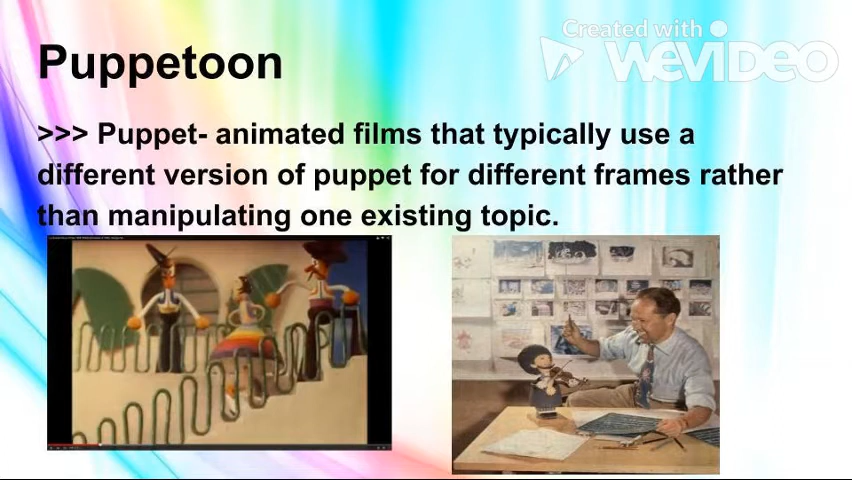 Created with
WEVIDEO
Puppetoon
>>> Puppet- animated films that typically use a
different version of puppet for different frames rather
than manipulating one existing topic.